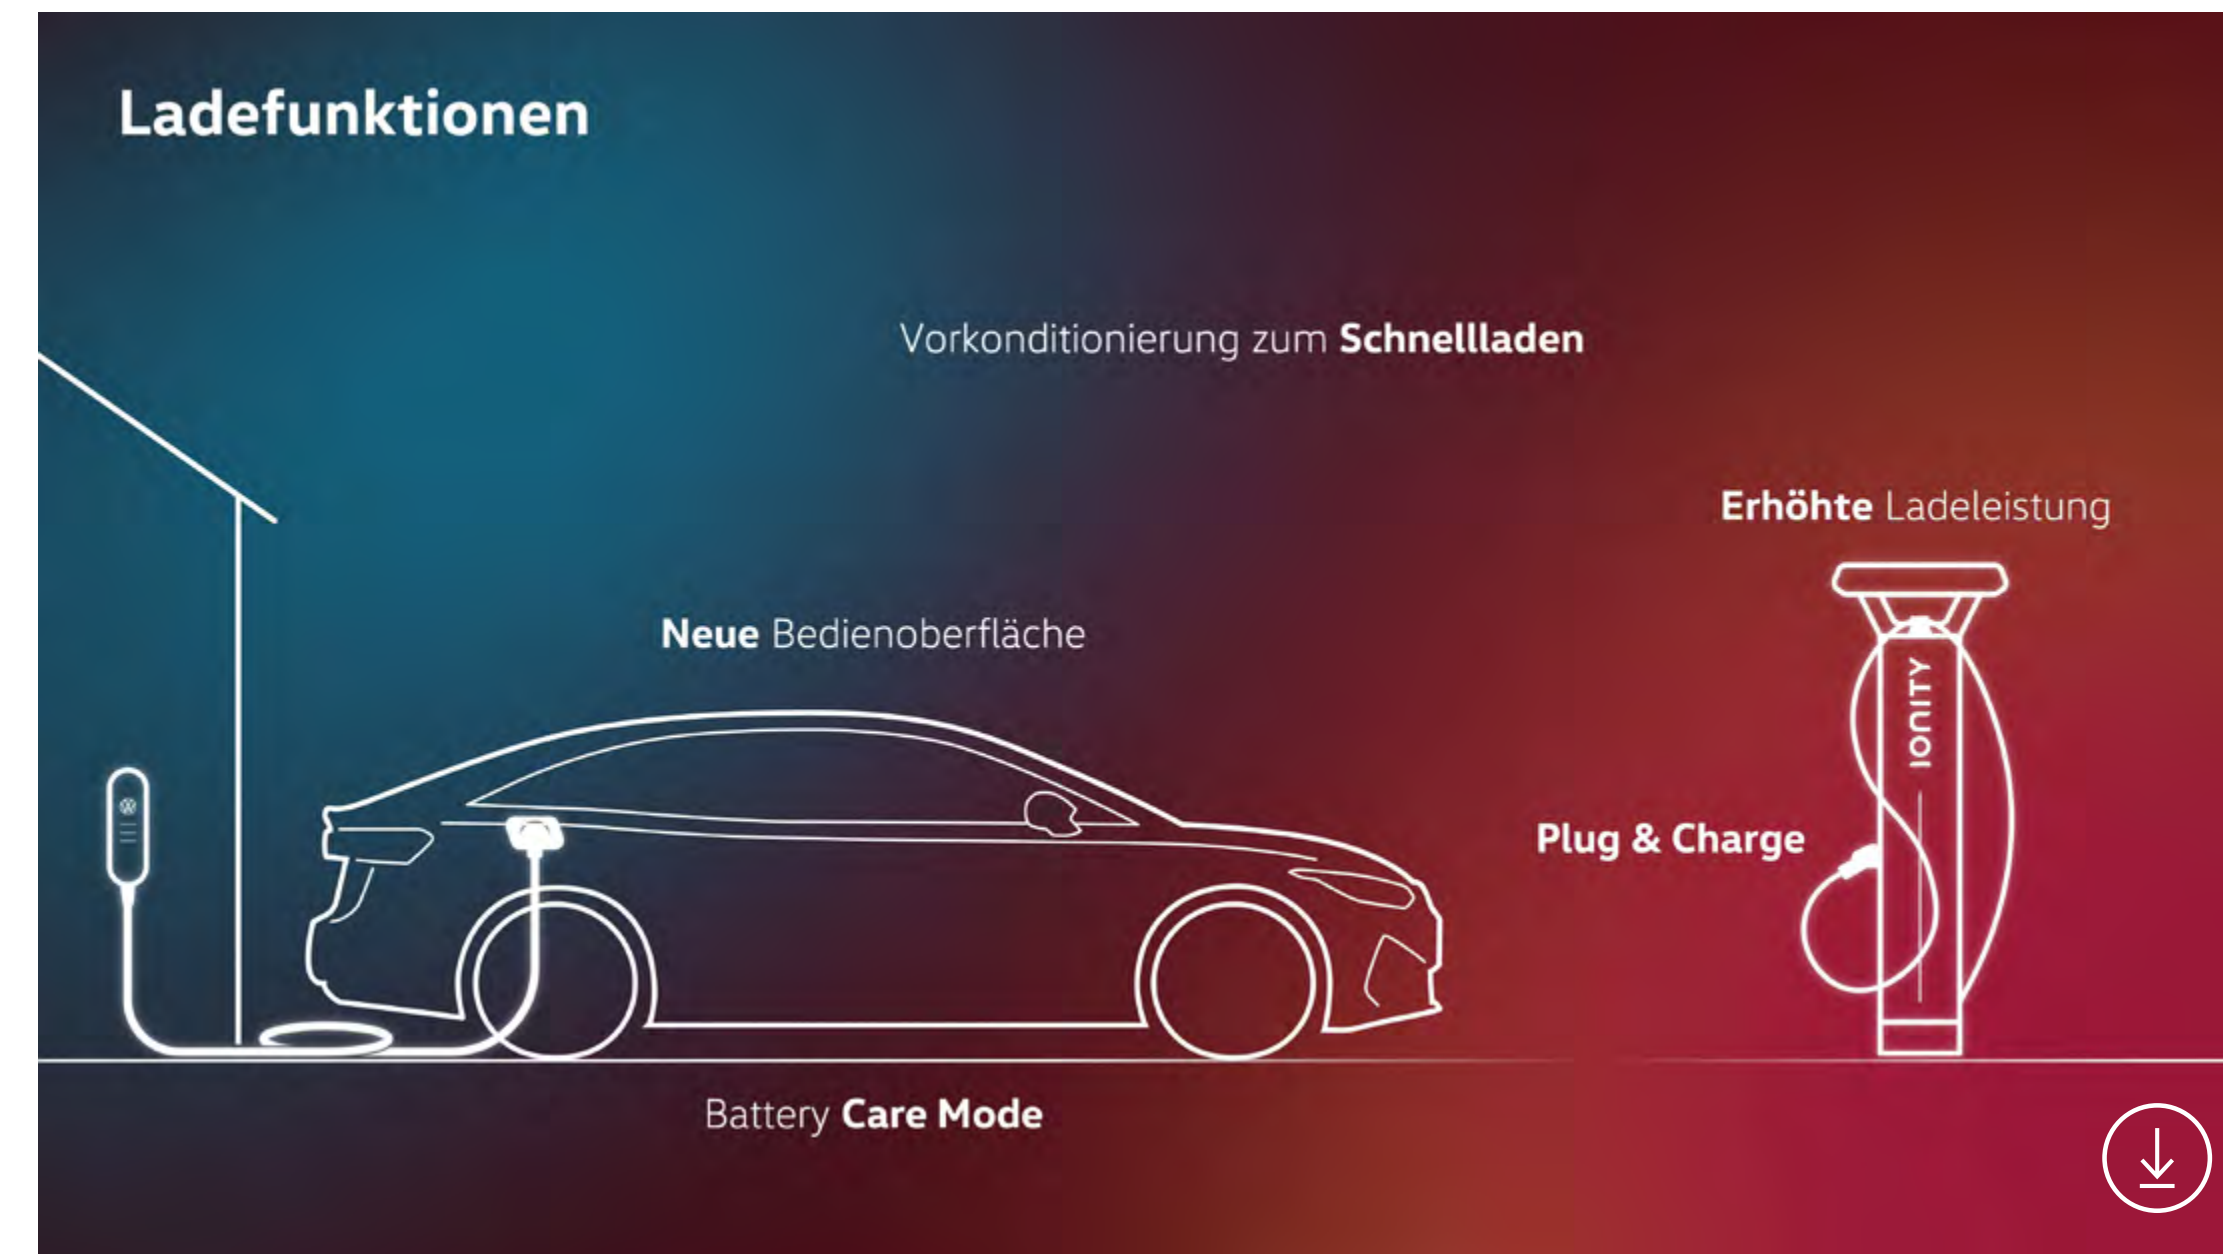 Ladefunktionen
Vorkonditionierung zum Schnellladen
Erhöhte Ladeleistung
Neue Bedienoberfläche
IONITY
Plug & Charge
Battery Care Mode